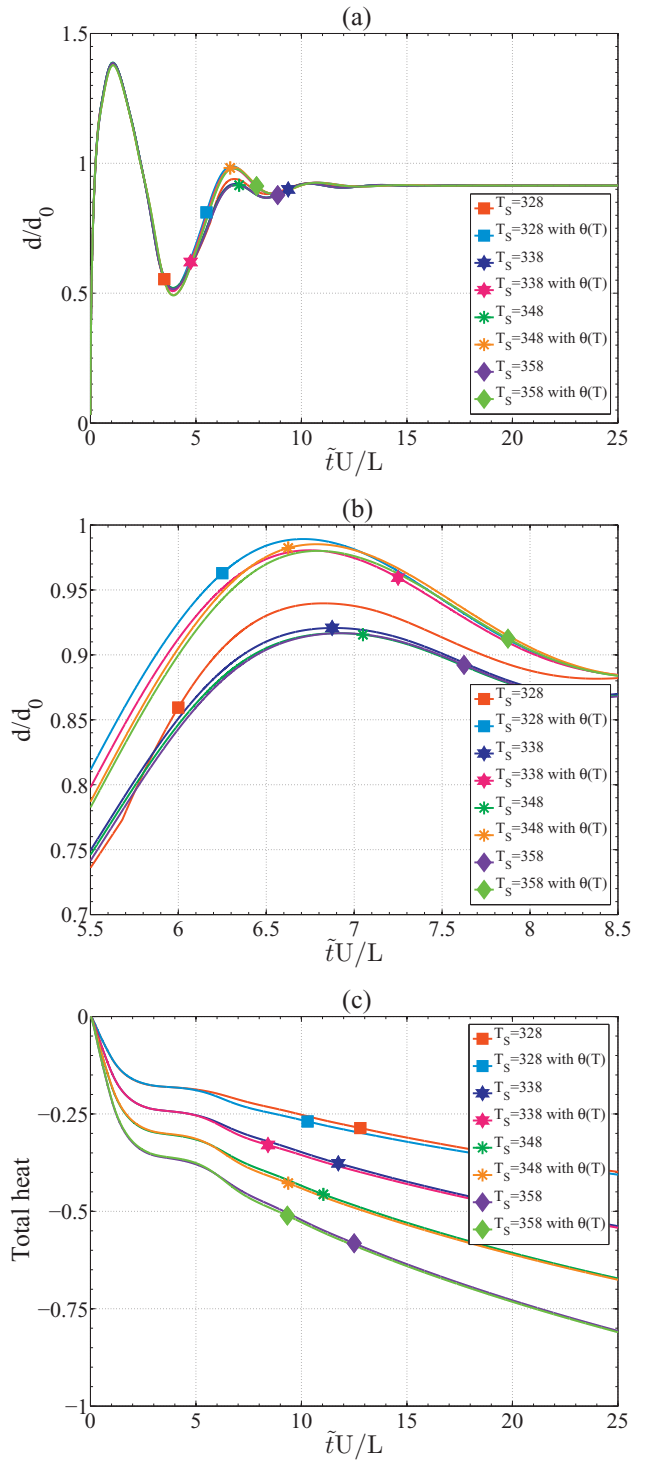 (a)
1.5
1
0.5
0
d/d0
0 5 10 15 20 25
t̃U/L
TS=328
TS=328 with θ(T)
TS=338
TS=338 with θ(T)
TS=348
TS=348 with θ(T)
TS=358
TS=358 with θ(T)
(b)
1
0.95
0.9
0.85
0.8
0.75
0.7
d/d0
5.5 6 6.5 7 7.5 8 8.5
t̃U/L
TS=328
TS=328 with θ(T)
TS=338
TS=338 with θ(T)
TS=348
TS=348 with θ(T)
TS=358
TS=358 with θ(T)
(c)
0
−0.25
−0.5
−0.75
−1
Total heat
0 5 10 15 20 25
t̃U/L
TS=328
TS=328 with θ(T)
TS=338
TS=338 with θ(T)
TS=348
TS=348 with θ(T)
TS=358
TS=358 with θ(T)